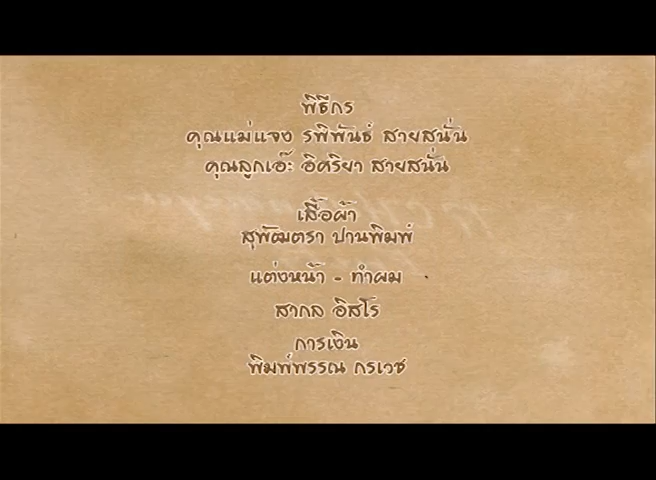 พิธีกร
คุณแม่แจง รพิพันธ์ สายสนั่น
คุณลูกเอ๊ะ อิศริยา สายสนั่น
เสื้อผ้า
สุพัฒตรา ปานพิมพ์
แต่งหน้า - ทำผม
สากล อิสโร
การเงิน
พิมพ์พรรณ กรเวช